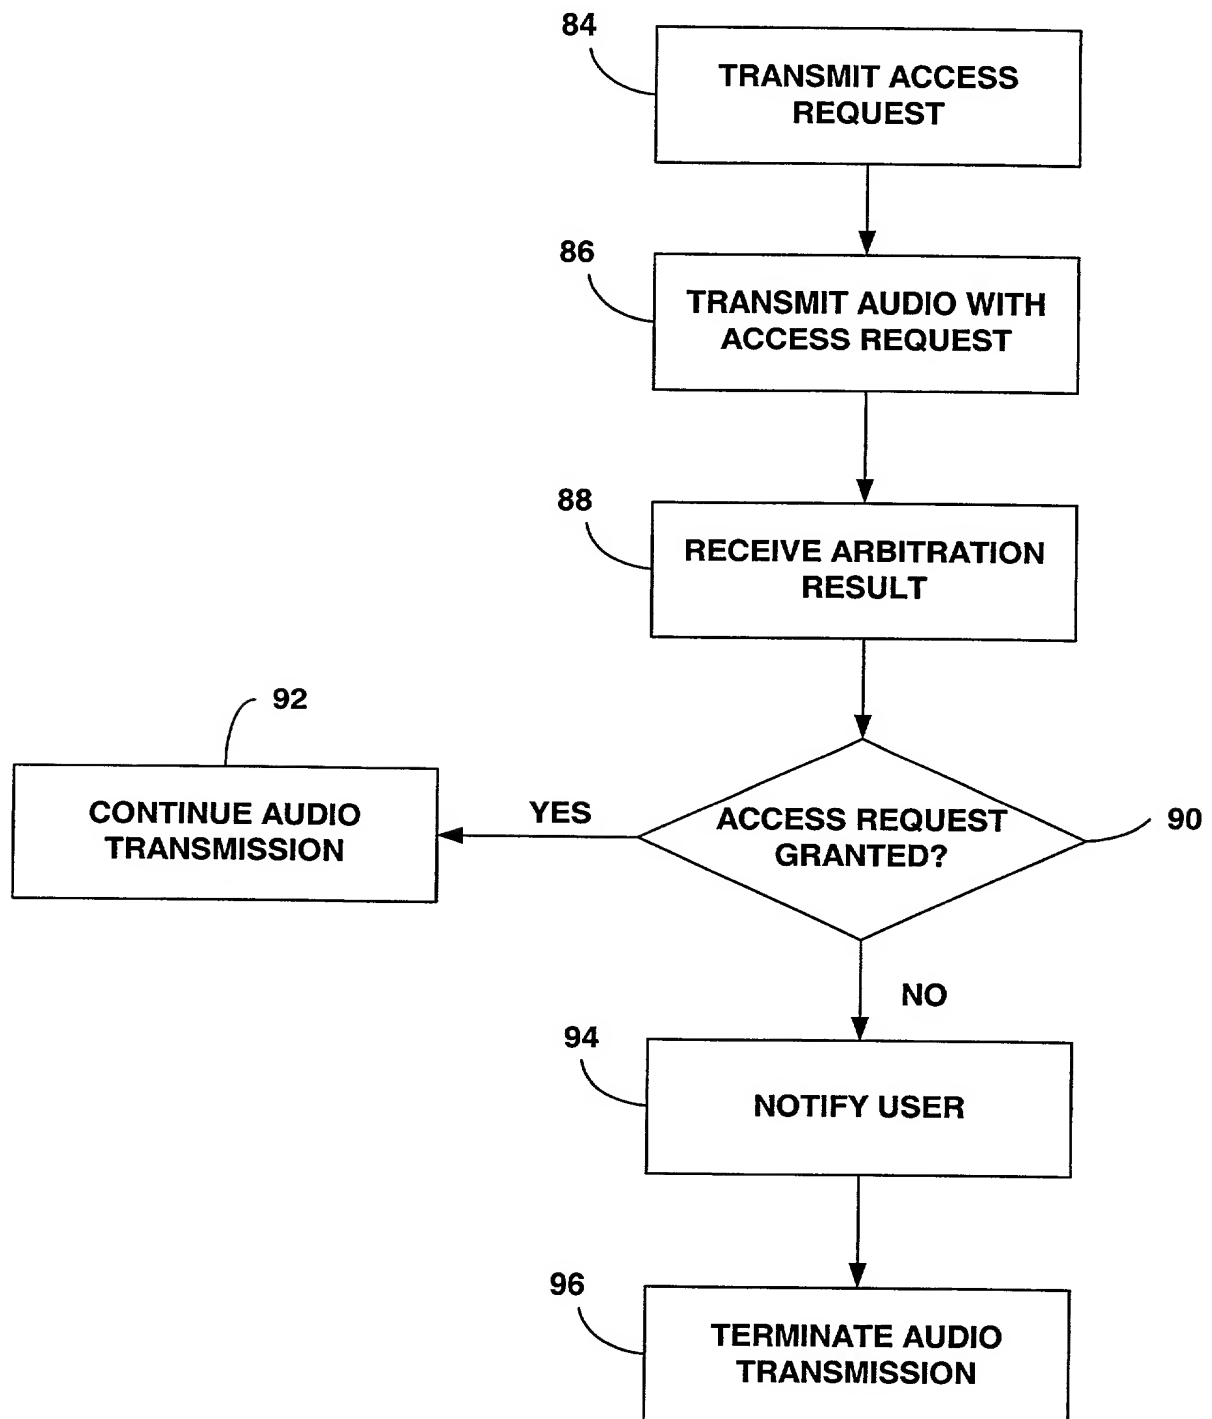 84
TRANSMIT ACCESS
REQUEST
86
TRANSMIT AUDIO WITH
ACCESS REQUEST
88
RECEIVE ARBITRATION
RESULT
92
CONTINUE AUDIO
TRANSMISSION
YES
ACCESS REQUEST
GRANTED?
90
NO
94
NOTIFY USER
96
TERMINATE AUDIO
TRANSMISSION